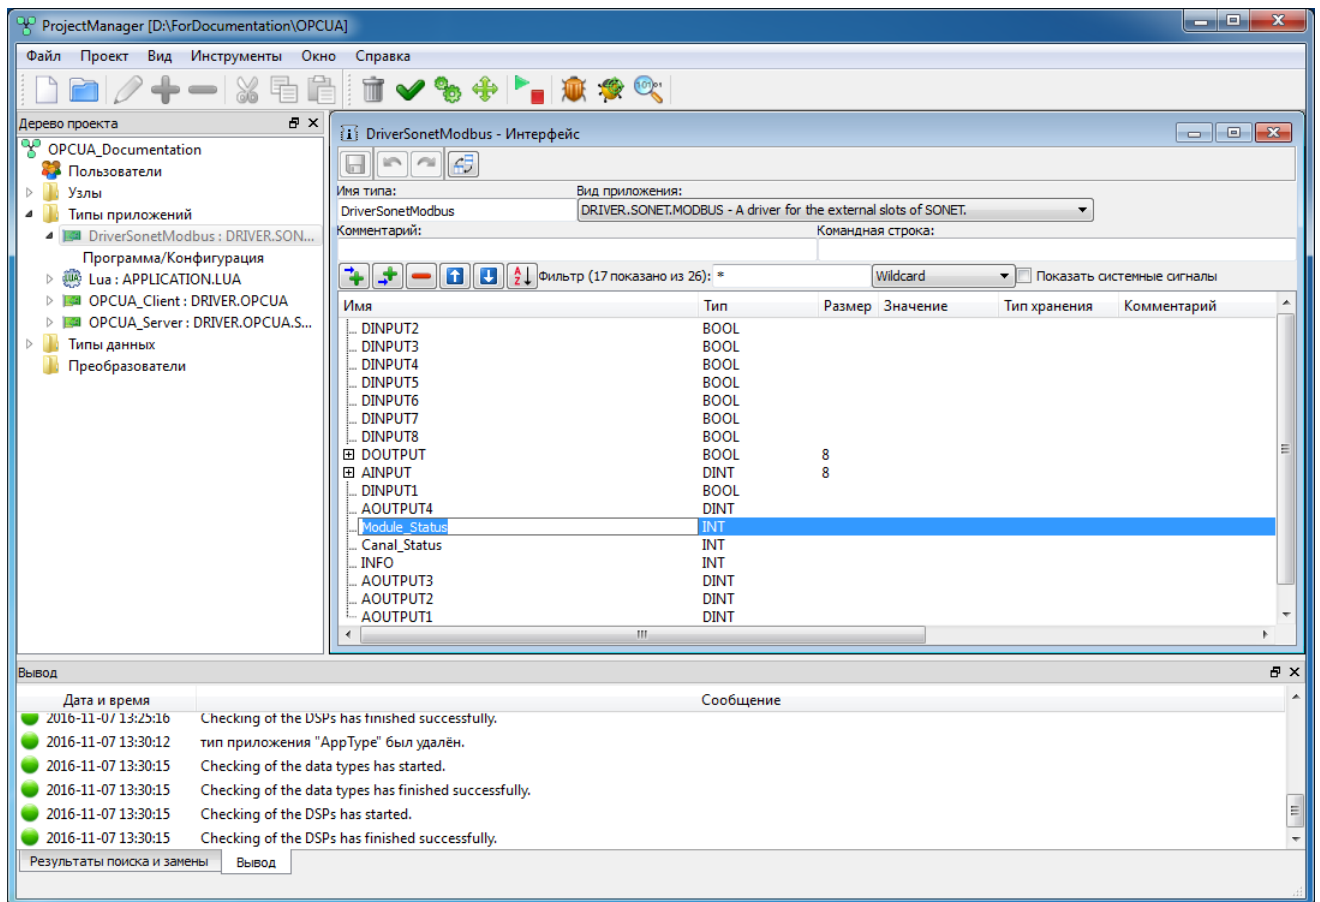 ProjectManager [D:\ForDocumentation\OPCUA]
Файл Проект Вид Инструменты Окно Справка
Дерево проекта
OPCUA_Documentation
Пользователи
Узлы
Типы приложений
DriverSonetModbus : DRIVER.SON...
Программа/Конфигурация
Lua : APPLICATION.LUA
OPCUA_Client : DRIVER.OPCUA
OPCUA_Server : DRIVER.OPCUA.S...
Типы данных
Преобразователи
DriverSonetModbus - Интерфейс
Имя типа: Вид приложения:
DriverSonetModbus DRIVER.SONET.MODBUS - A driver for the external slots of SONET.
Комментарий: Командная строка:
Фильтр (17 показано из 26): * Wildcard Показать системные сигналы
Имя Тип Размер Значение Тип хранения Комментарий
DINPUT2 BOOL
DINPUT3 BOOL
DINPUT4 BOOL
DINPUT5 BOOL
DINPUT6 BOOL
DINPUT7 BOOL
DINPUT8 BOOL
DOUTPUT BOOL 8
AINPUT DINT 8
DINPUT1 BOOL
AOUTPUT4 DINT
Module_Status INT
Canal_Status INT
INFO INT
AOUTPUT3 DINT
AOUTPUT2 DINT
AOUTPUT1 DINT
Вывод
Дата и время Сообщение
2016-11-07 13:25:16 Checking of the DSPs has finished successfully.
2016-11-07 13:30:12 тип приложения "AppType" был удалён.
2016-11-07 13:30:15 Checking of the data types has started.
2016-11-07 13:30:15 Checking of the data types has finished successfully.
2016-11-07 13:30:15 Checking of the DSPs has started.
2016-11-07 13:30:15 Checking of the DSPs has finished successfully.
Результаты поиска и замены Вывод